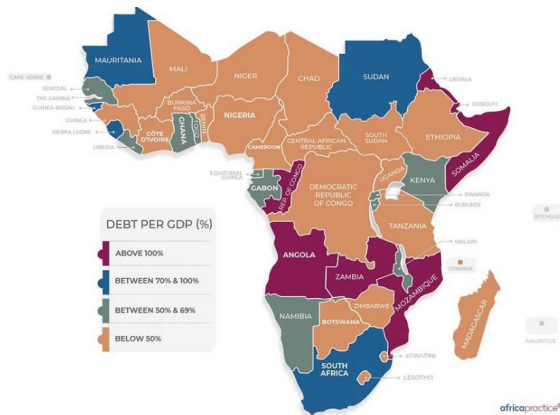 MAURITANIA
MALI
NIGER
CHAD
SUDAN
CAPE VERDE
SENEGAL
THE GAMBIA
GUINEA-BISSAU
GUINEA
SIERRA LEONE
LIBERIA
BURKINA
FASO
CÔTE
D'IVOIRE
GHANA
TOGO
BENIN
NIGERIA
CAMEROON
CENTRAL AFRICAN
REPUBLIC
SOUTH
SUDAN
ERITREA
DJIBOUTI
ETHIOPIA
SOMALIA
EQUATORIAL
GUINEA
GABON
REP. OF CONGO
DEMOCRATIC
REPUBLIC
OF CONGO
UGANDA
KENYA
RWANDA
BURUNDI
TANZANIA
MALAWI
COMOROS
ANGOLA
ZAMBIA
MOZAMBIQUE
ZIMBABWE
NAMIBIA
BOTSWANA
MADAGASCAR
MAURITIUS
SOUTH
AFRICA
eSWATINI
LESOTHO
DEBT PER GDP (%)
ABOVE 100%
BETWEEN 70% & 100%
BETWEEN 50% & 69%
BELOW 50%
africapractice